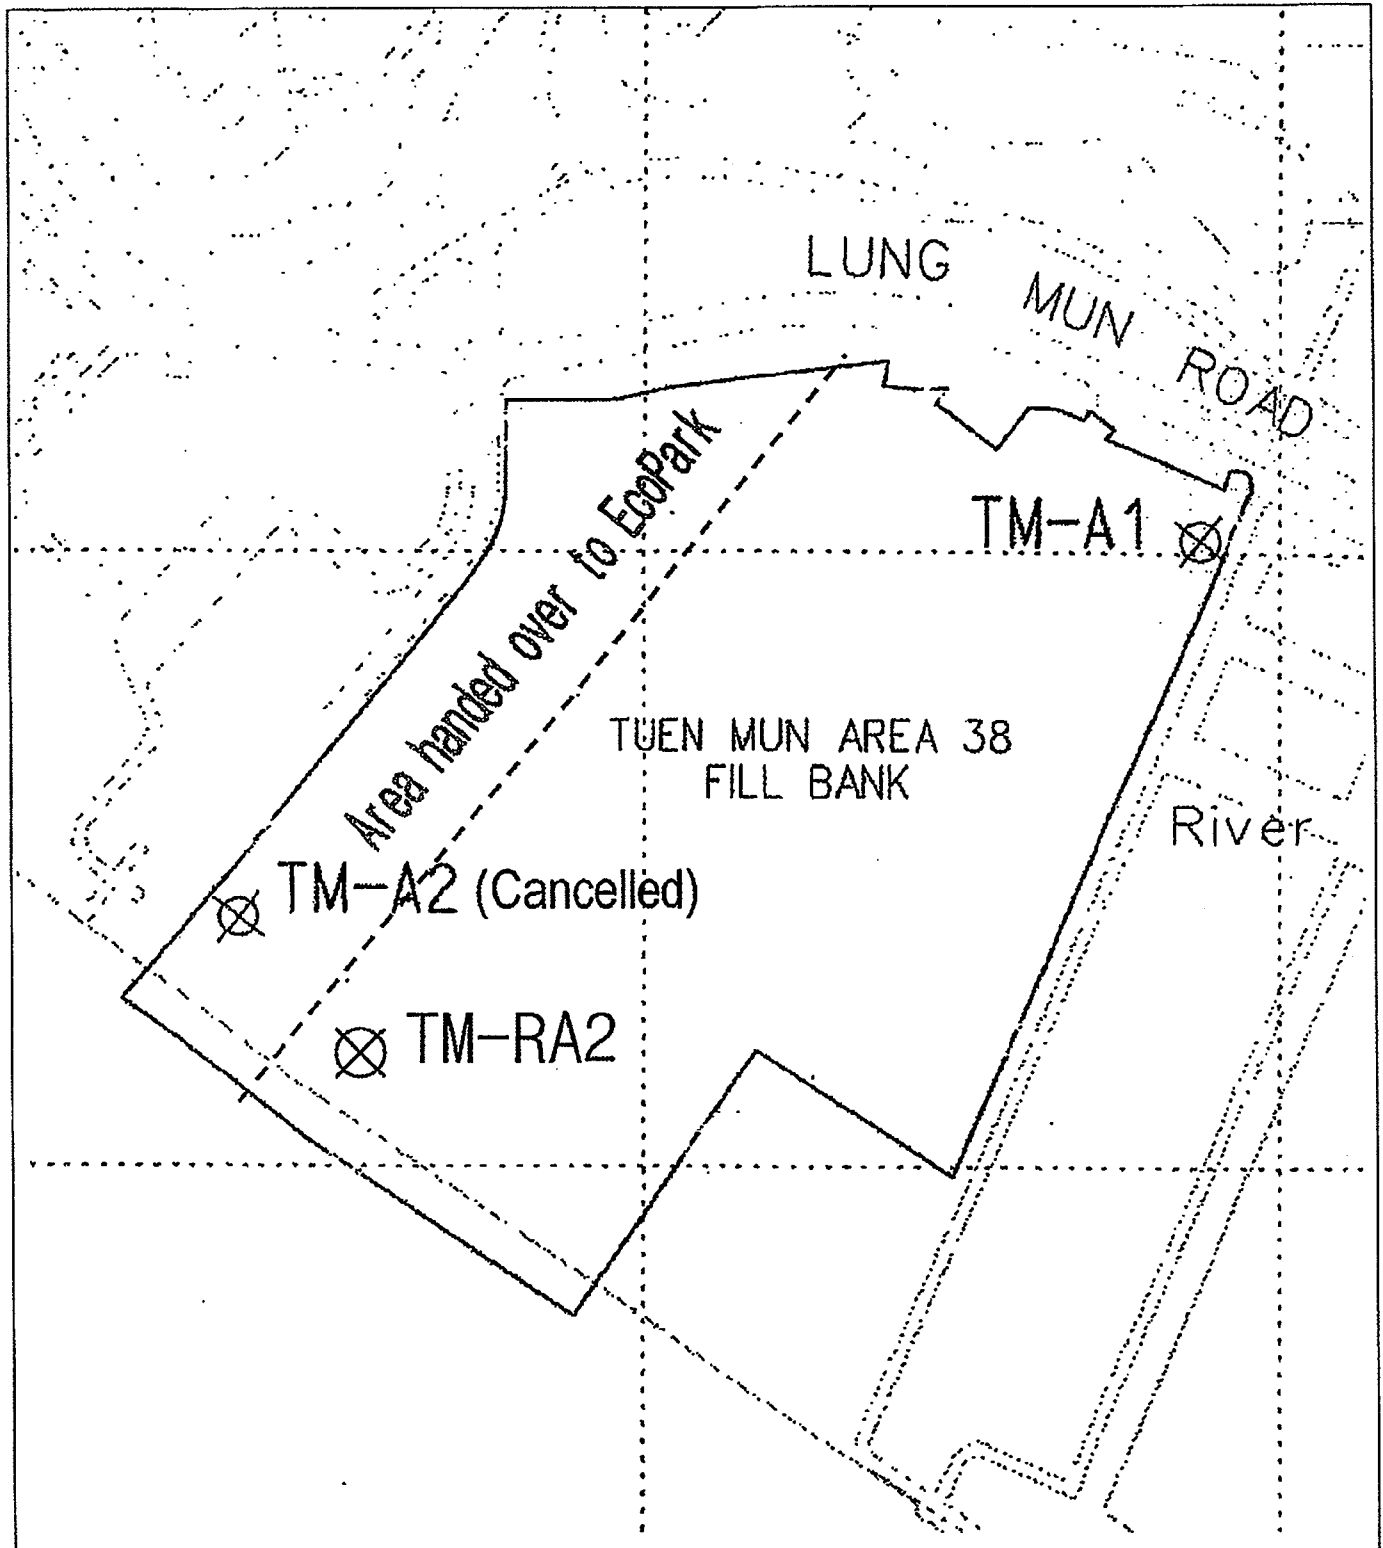 LUNG MUN ROAD
Area handed over to EcoPark
TM-A1
TUEN MUN AREA 38
FILL BANK
River
TM-A2 (Cancelled)
TM-RA2